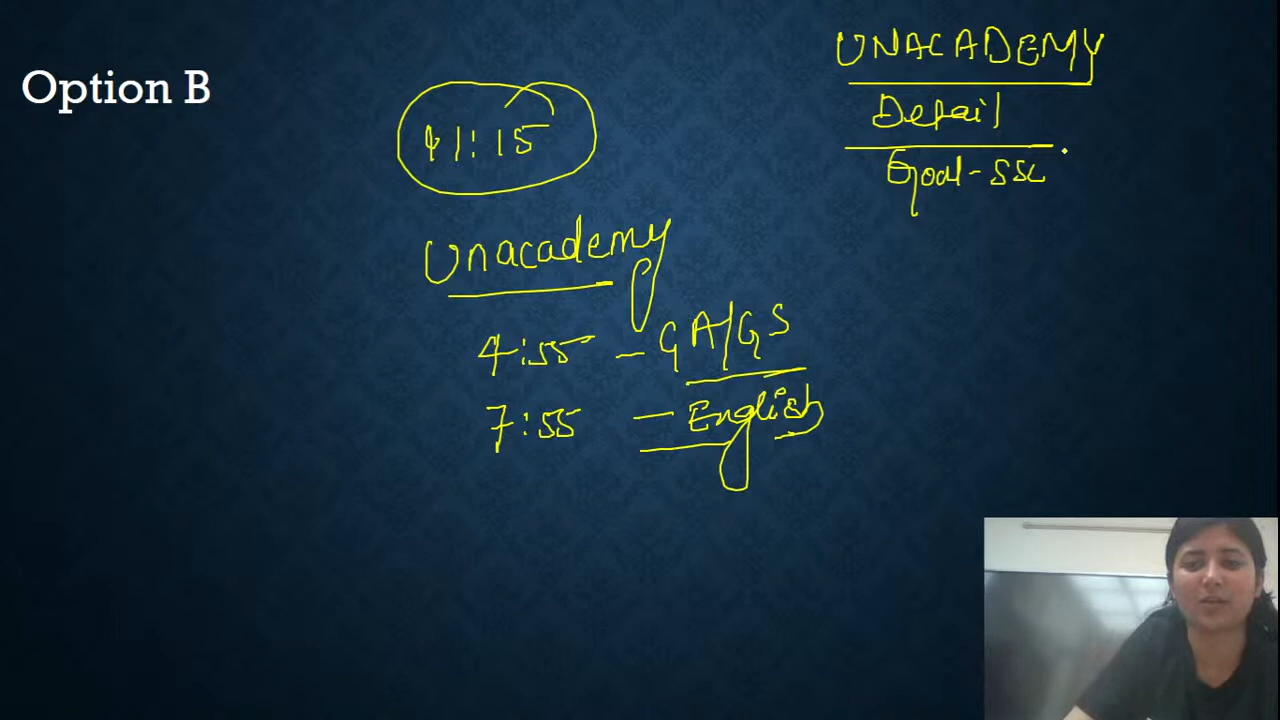 Option B
41:15
Unacademy
4:55 - GA/GS
7:55 - English
UNACADEMY
Detail
Goal - SSC